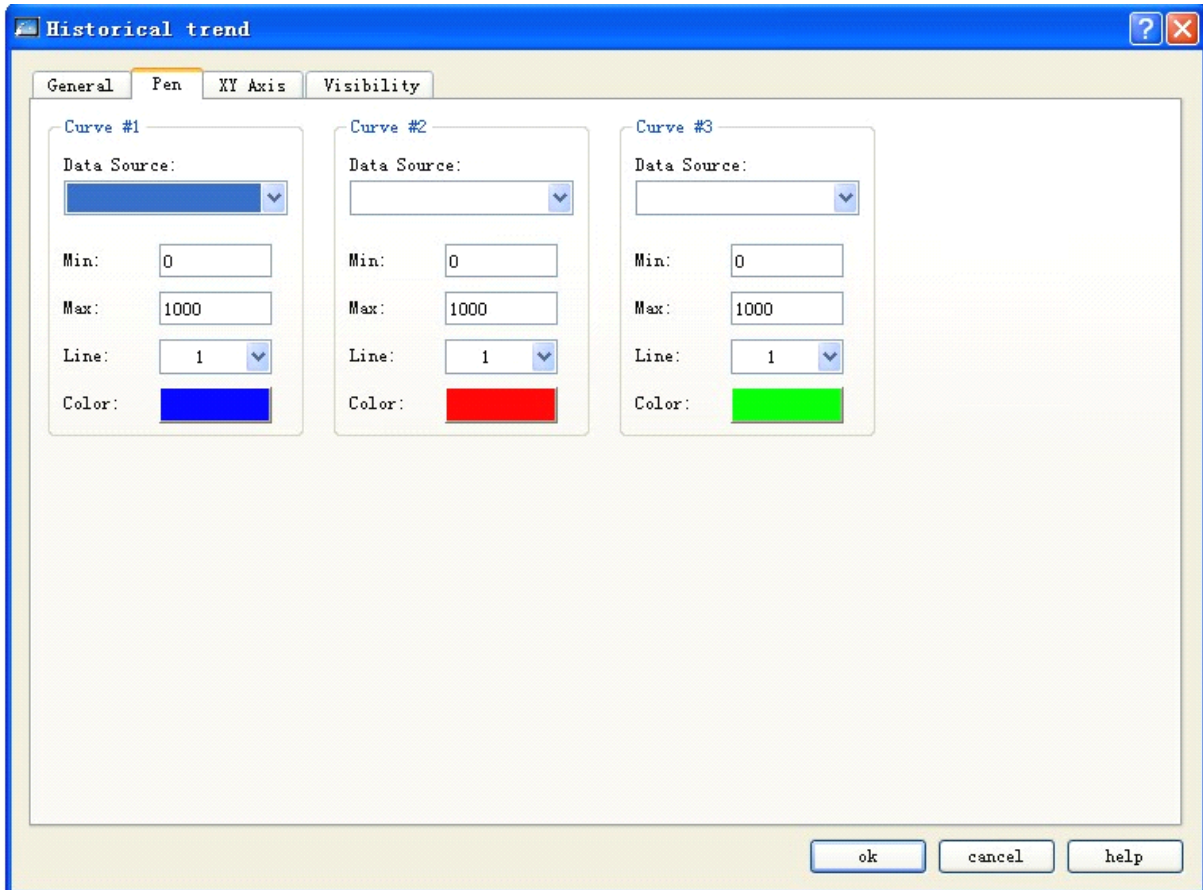 Historical trend
General Pen XY Axis Visibility
Curve #1 Curve #2 Curve #3
Data Source: Data Source: Data Source:
Min: 0 Min: 0 Min: 0
Max: 1000 Max: 1000 Max: 1000
Line: 1 Line: 1 Line: 1
Color: Color: Color:
ok cancel help